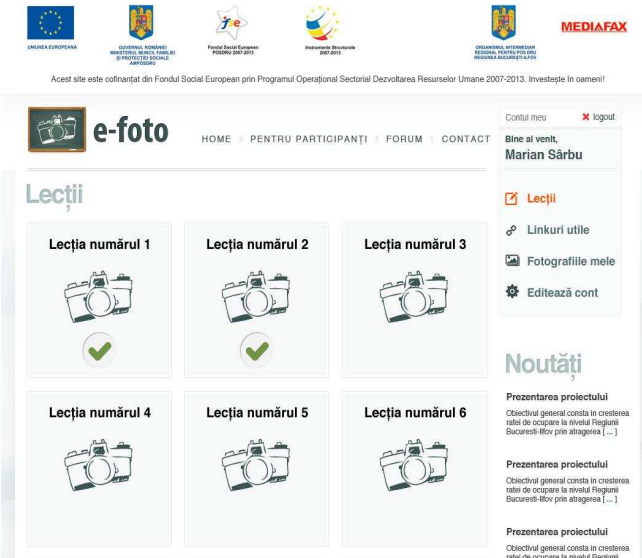 UNIUNEA EUROPEANĂ
GUVERNUL ROMÂNIEI
MINISTERUL MUNCII, FAMILIEI
ȘI PROTECȚIEI SOCIALE
AMPOSDRU
Fondul Social European
POSDRU 2007-2013
Instrumente Structurale
2007-2013
ORGANISMUL INTERMEDIAR
REGIONAL PENTRU POS DRU
REGIUNEA BUCUREȘTI-ILFOV
MEDIAFAX
Acest site este cofinanțat din Fondul Social European prin Programul Operațional Sectorial Dezvoltarea Resurselor Umane 2007-2013. Investește în oameni!
e-foto
HOME
PENTRU PARTICIPANȚI
FORUM
CONTACT
Contul meu
logout
Bine ai venit,
Marian Sârbu
Lecții
Linkuri utile
Fotografiile mele
Editează cont
Lecții
Lecția numărul 1
Lecția numărul 2
Lecția numărul 3
Lecția numărul 4
Lecția numărul 5
Lecția numărul 6
Noutăți
Prezentarea proiectului
Obiectivul general consta in cresterea
ratei de ocupare la nivelul Regiunii
Bucuresti-Ilfov prin atragerea [ ... ]
Prezentarea proiectului
Obiectivul general consta in cresterea
ratei de ocupare la nivelul Regiunii
Bucuresti-Ilfov prin atragerea [ ... ]
Prezentarea proiectului
Obiectivul general consta in cresterea
ratei de ocupare la nivelul Regiunii